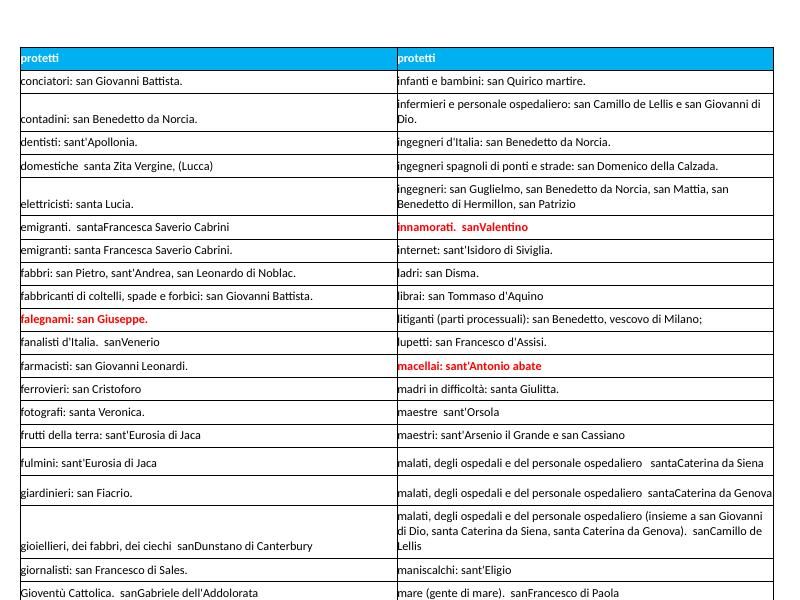 protetti
protetti
conciatori: san Giovanni Battista.
infanti e bambini: san Quirico martire.
contadini: san Benedetto da Norcia.
infermieri e personale ospedaliero: san Camillo de Lellis e san Giovanni di
Dio.
dentisti: sant'Apollonia.
ingegneri d'Italia: san Benedetto da Norcia.
domestiche  santa Zita Vergine, (Lucca)
ingegneri spagnoli di ponti e strade: san Domenico della Calzada.
elettricisti: santa Lucia.
ingegneri: san Guglielmo, san Benedetto da Norcia, san Mattia, san
Benedetto di Hermillon, san Patrizio
emigranti.  santaFrancesca Saverio Cabrini
innamorati.  sanValentino
emigranti: santa Francesca Saverio Cabrini.
internet: sant'Isidoro di Siviglia.
fabbri: san Pietro, sant'Andrea, san Leonardo di Noblac.
ladri: san Disma.
fabbricanti di coltelli, spade e forbici: san Giovanni Battista.
librai: san Tommaso d'Aquino
falegnami: san Giuseppe.
litiganti (parti processuali): san Benedetto, vescovo di Milano;
fanalisti d'Italia.  sanVenerio
lupetti: san Francesco d'Assisi.
farmacisti: san Giovanni Leonardi.
macellai: sant'Antonio abate
ferrovieri: san Cristoforo
madri in difficoltà: santa Giulitta.
fotografi: santa Veronica.
maestre  sant'Orsola
frutti della terra: sant'Eurosia di Jaca
maestri: sant'Arsenio il Grande e san Cassiano
fulmini: sant'Eurosia di Jaca
malati, degli ospedali e del personale ospedaliero  santaCaterina da Siena
giardinieri: san Fiacrio.
malati, degli ospedali e del personale ospedaliero  santaCaterina da Genova
gioiellieri, dei fabbri, dei ciechi  sanDunstano di Canterbury
malati, degli ospedali e del personale ospedaliero (insieme a san Giovanni
di Dio, santa Caterina da Siena, santa Caterina da Genova).  sanCamillo de
Lellis
giornalisti: san Francesco di Sales.
maniscalchi: sant'Eligio
Gioventù Cattolica.  sanGabriele dell'Addolorata
mare (gente di mare).  sanFrancesco di Paola